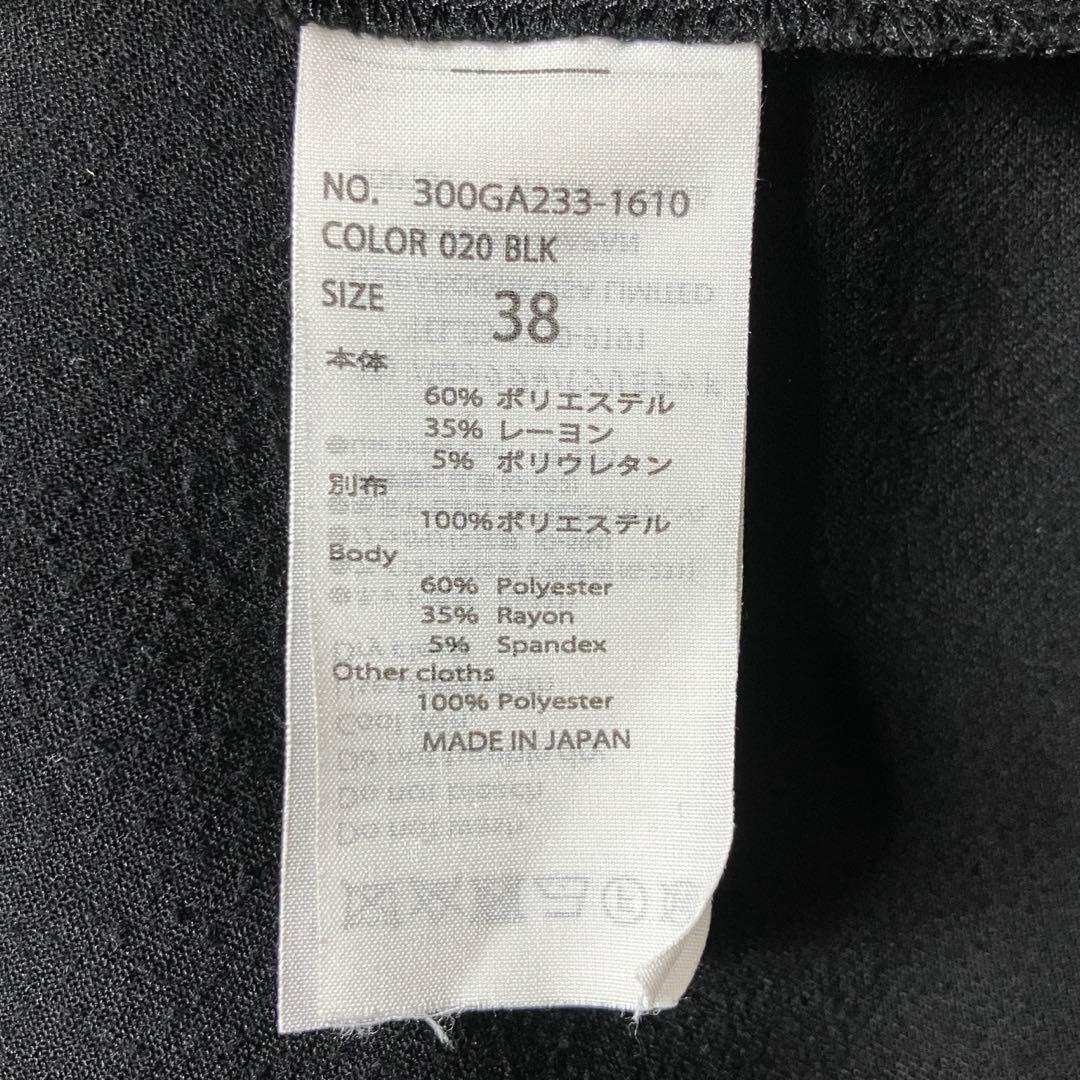 NO. 300GA233-1610
COLOR 020 BLK
SIZE 38
本体
60% ポリエステル
35% レーヨン
5% ポリウレタン
別布
100% ポリエステル
Body
60% Polyester
35% Rayon
5% Spandex
Other cloths
100% Polyester
MADE IN JAPAN